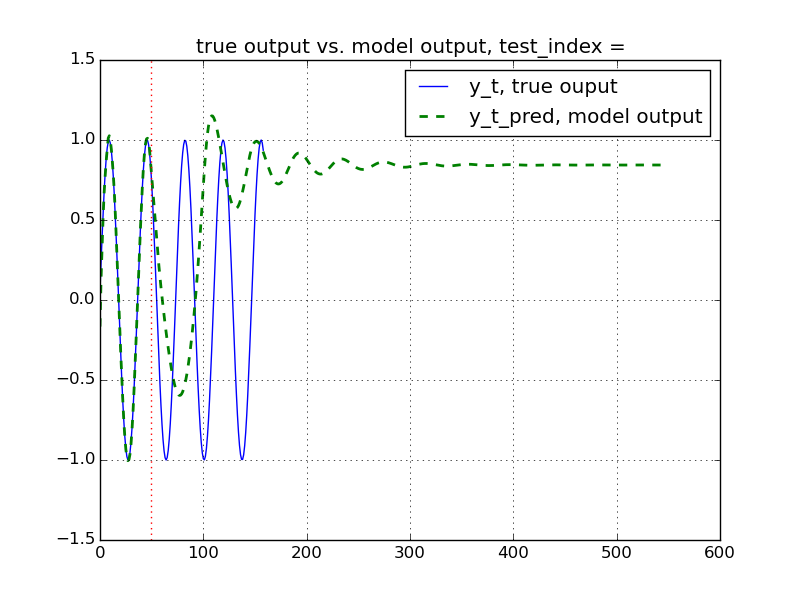 true output vs. model output, test_index =
y_t, true ouput
y_t_pred, model output
1.5
1.0
0.5
0.0
−0.5
−1.0
−1.5
0 100 200 300 400 500 600